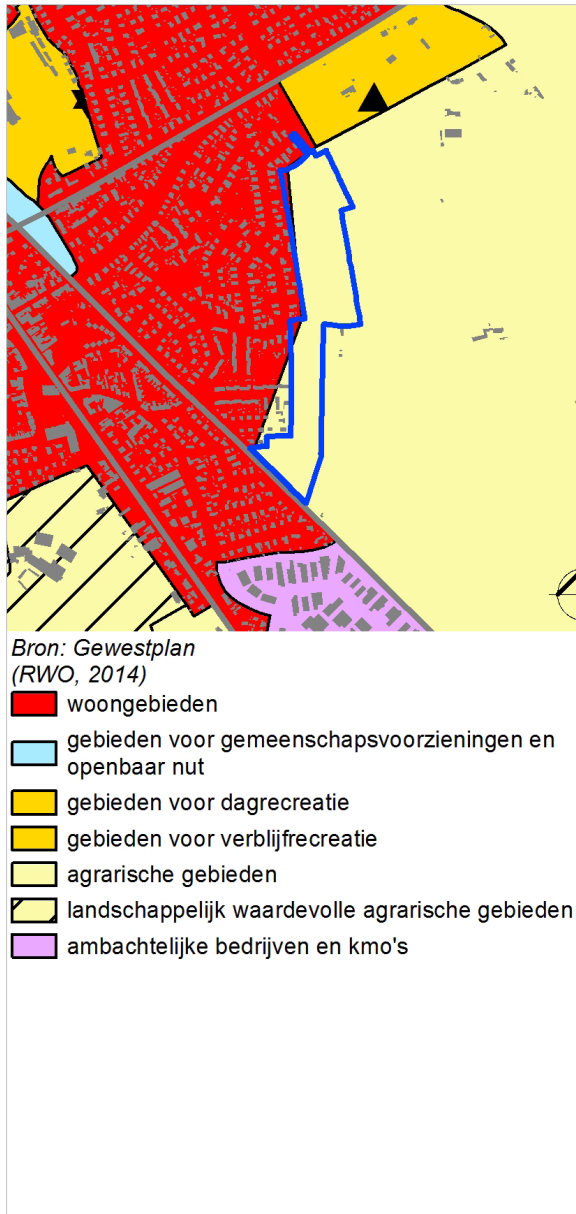 Bron: Gewestplan
(RWO, 2014)
woongebieden
gebieden voor gemeenschapsvoorzieningen en
openbaar nut
gebieden voor dagrecreatie
gebieden voor verblijfrecreatie
agrarische gebieden
landschappelijk waardevolle agrarische gebieden
ambachtelijke bedrijven en kmo's